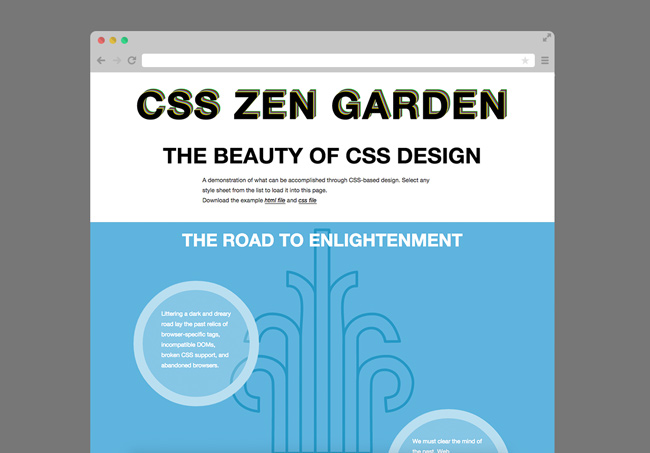 CSS ZEN GARDEN
THE BEAUTY OF CSS DESIGN
A demonstration of what can be accomplished through CSS-based design. Select any
style sheet from the list to load it into this page.
Download the example html file and css file
THE ROAD TO ENLIGHTENMENT
Littering a dark and dreary
road lay the past relics of
browser-specific tags,
incompatible DOMs,
broken CSS support, and
abandoned browsers.
We must clear the mind of
the past. Web